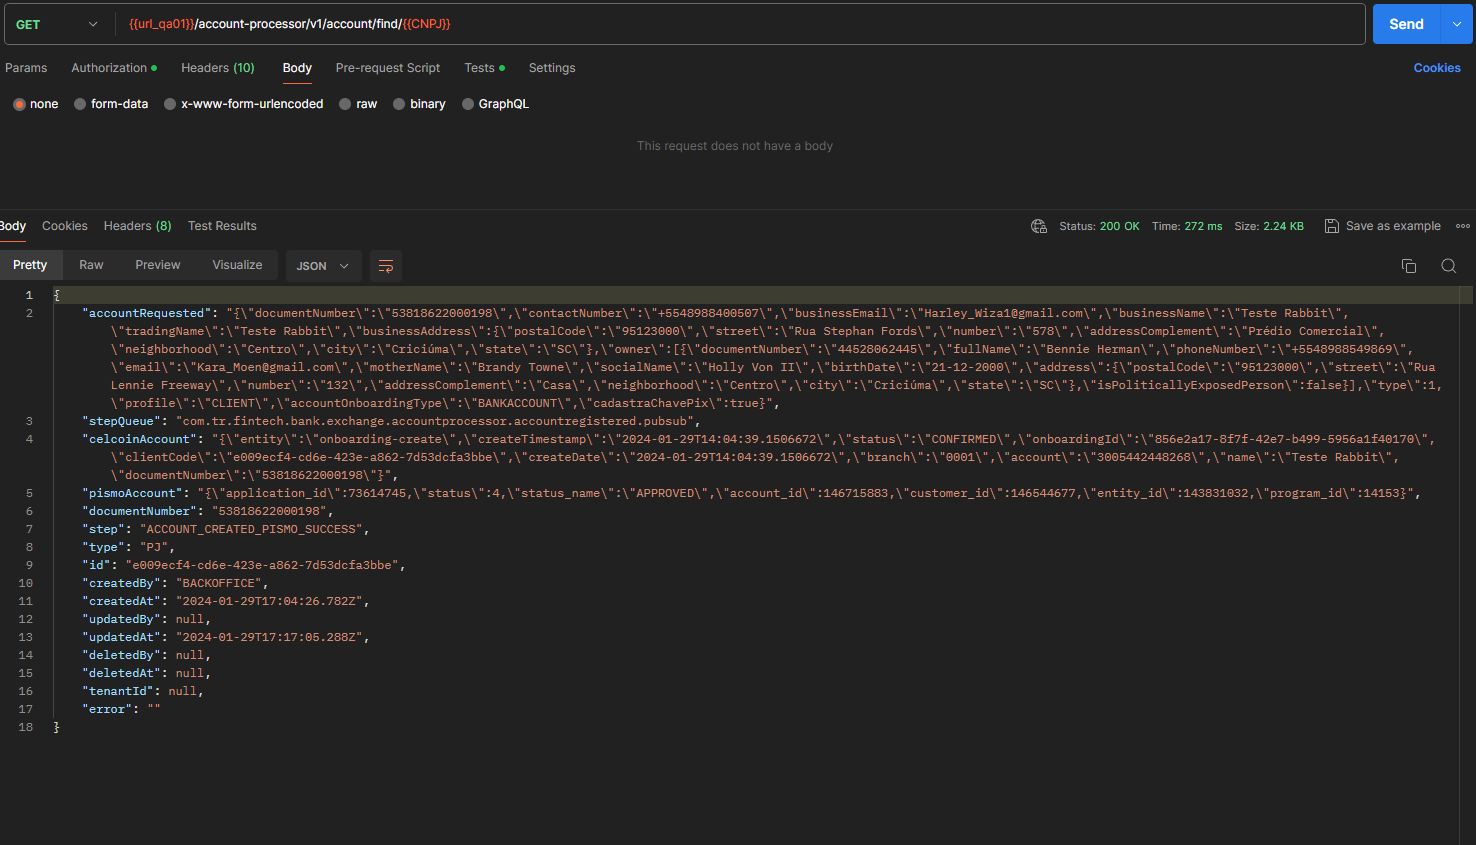 GET {{url_qa01}}/account-processor/v1/account/find/{{CNPJ}} Send
Params Authorization Headers (10) Body Pre-request Script Tests Settings Cookies
none form-data x-www-form-urlencoded raw binary GraphQL
This request does not have a body
Body Cookies Headers (8) Test Results Status: 200 OK Time: 272 ms Size: 2.24 KB Save as example
Pretty Raw Preview Visualize JSON
1 {
2 "accountRequested": "{\"documentNumber\":\"53818622000198\",\"contactNumber\":\"+5548988400507\",\"businessEmail\":\"Harley_Wiza1@gmail.com\",\"businessName\":\"Teste Rabbit\",
\"tradingName\":\"Teste Rabbit\",\"businessAddress\":{\"postalCode\":\"95123000\",\"street\":\"Rua Stephan Fords\",\"number\":\"578\",\"addressComplement\":\"Prédio Comercial\",
\"neighborhood\":\"Centro\",\"city\":\"Criciúma\",\"state\":\"SC\"},\"owner\":[{\"documentNumber\":\"44528062445\",\"fullName\":\"Bennie Herman\",\"phoneNumber\":\"+5548988549869\",
\"email\":\"Kara_Moen@gmail.com\",\"motherName\":\"Brandy Towne\",\"socialName\":\"Holly Von II\",\"birthDate\":\"21-12-2000\",\"address\":{\"postalCode\":\"95123000\",\"street\":\"Rua
Lennie Freeway\",\"number\":\"132\",\"addressComplement\":\"Casa\",\"neighborhood\":\"Centro\",\"city\":\"Criciúma\",\"state\":\"SC\"},\"isPoliticallyExposedPerson\":false}],\"type\":1,
\"profile\":\"CLIENT\",\"accountOnboardingType\":\"BANKACCOUNT\",\"cadastraChavePix\":true}",
3 "stepQueue": "com.tr.fintech.bank.exchange.accountprocessor.accountregistered.pubsub",
4 "celcoinAccount": "{\"entity\":\"onboarding-create\",\"createTimestamp\":\"2024-01-29T14:04:39.1506672\",\"status\":\"CONFIRMED\",\"onboardingId\":\"856e2a17-8f7f-42e7-b499-5956a1f40170\",
\"clientCode\":\"e009ecf4-cd6e-423e-a862-7d53dcfa3bbe\",\"createDate\":\"2024-01-29T14:04:39.1506672\",\"branch\":\"0001\",\"account\":\"3005442448268\",\"name\":\"Teste Rabbit\",
\"documentNumber\":\"53818622000198\"}",
5 "pismoAccount": "{\"application_id\":73614745,\"status\":4,\"status_name\":\"APPROVED\",\"account_id\":146715883,\"customer_id\":146544677,\"entity_id\":143831032,\"program_id\":14153}",
6 "documentNumber": "53818622000198",
7 "step": "ACCOUNT_CREATED_PISMO_SUCCESS",
8 "type": "PJ",
9 "id": "e009ecf4-cd6e-423e-a862-7d53dcfa3bbe",
10 "createdBy": "BACKOFFICE",
11 "createdAt": "2024-01-29T17:04:26.782Z",
12 "updatedBy": null,
13 "updatedAt": "2024-01-29T17:17:05.288Z",
14 "deletedBy": null,
15 "deletedAt": null,
16 "tenantId": null,
17 "error": ""
18 }